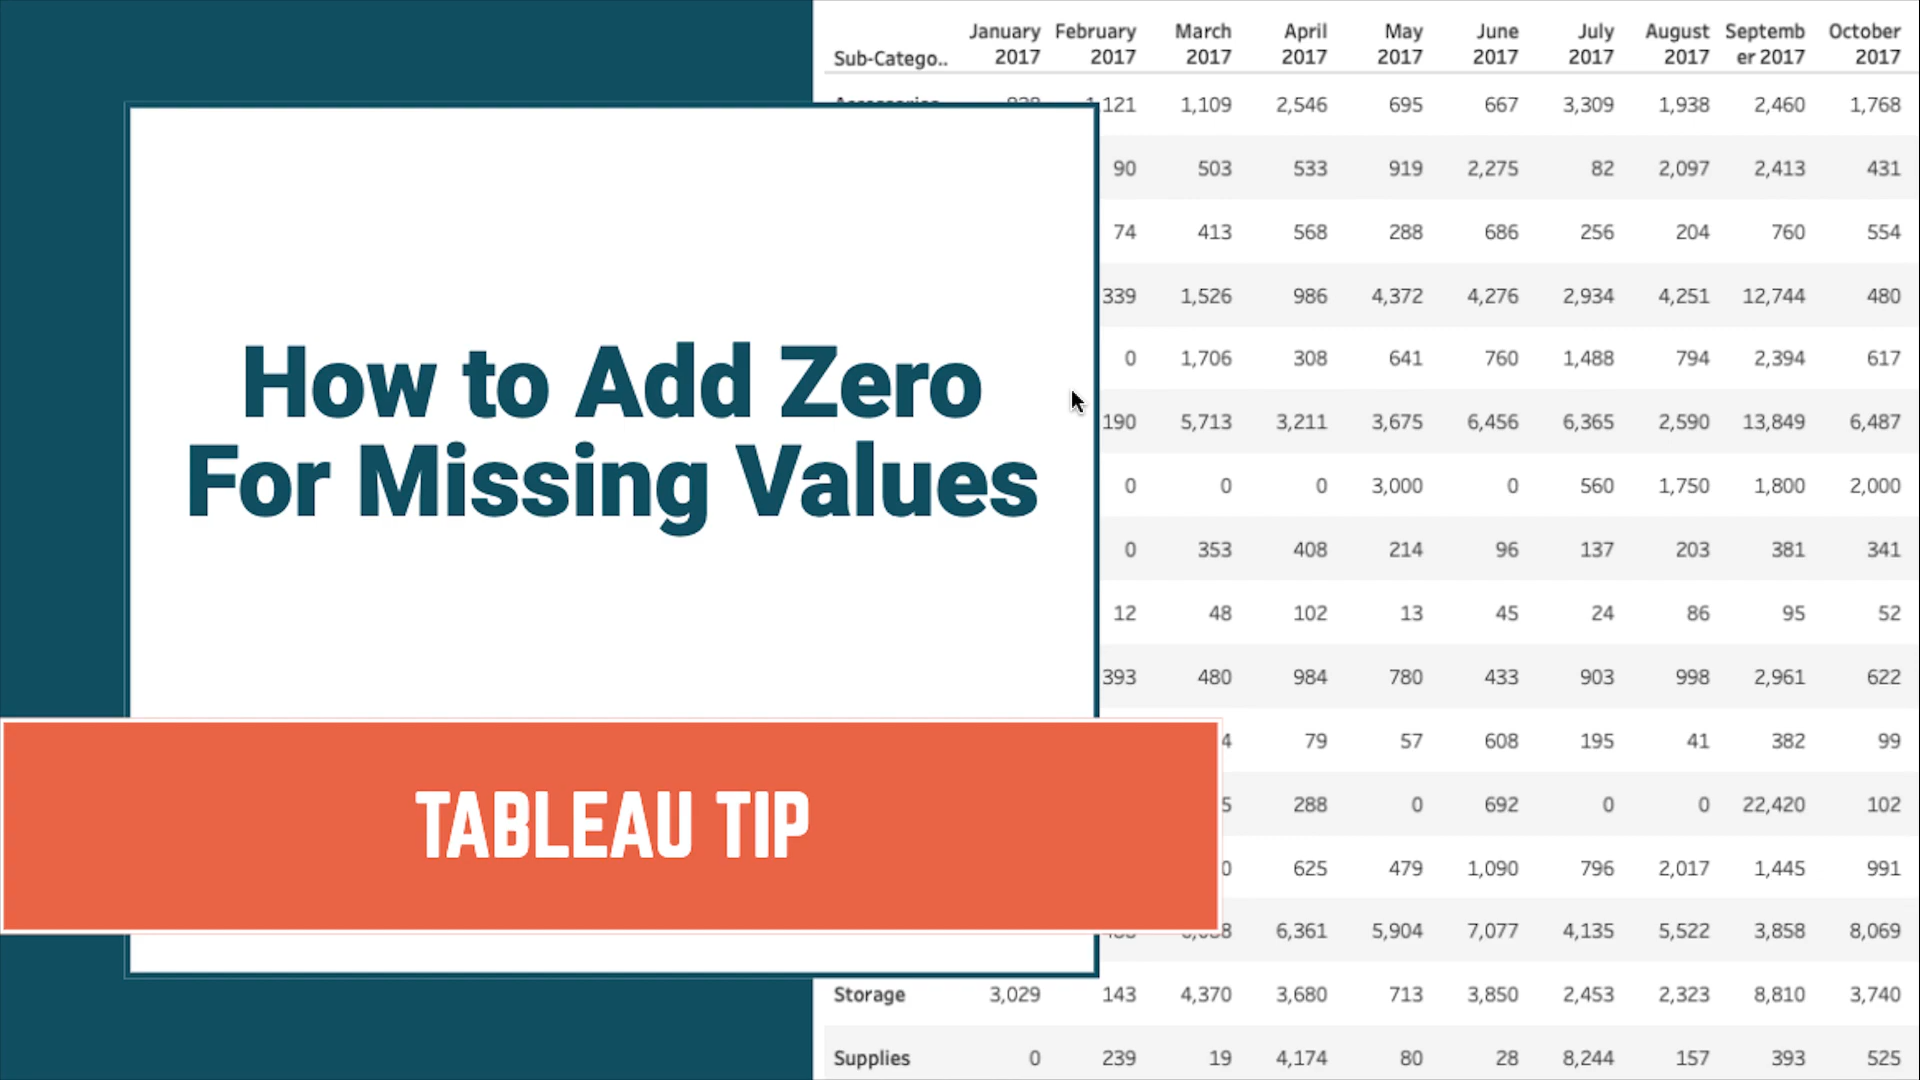 January February March April May June July August Septemb October
Sub-Catego.. 2017 2017 2017 2017 2017 2017 2017 2017 er 2017 2017
1,109 2,546 695 667 3,309 1,938 2,460 1,768
90 503 533 919 2,275 82 2,097 2,413 431
74 413 568 288 686 256 204 760 554
339 1,526 986 4,372 4,276 2,934 4,251 12,744 480
How to Add Zero
For Missing Values
0 1,706 308 641 760 1,488 794 2,394 617
190 5,713 3,211 3,675 6,456 6,365 2,590 13,849 6,487
0 0 0 3,000 0 560 1,750 1,800 2,000
0 353 408 214 96 137 203 381 341
12 48 102 13 45 24 86 95 52
393 480 984 780 433 903 998 2,961 622
TABLEAU TIP
4 79 57 608 195 41 382 99
5 288 0 692 0 0 22,420 102
0 625 479 1,090 796 2,017 1,445 991
6,361 5,904 7,077 4,135 5,522 3,858 8,069
Storage 3,029 143 4,370 3,680 713 3,850 2,453 2,323 8,810 3,740
Supplies 0 239 19 4,174 80 28 8,244 157 393 525